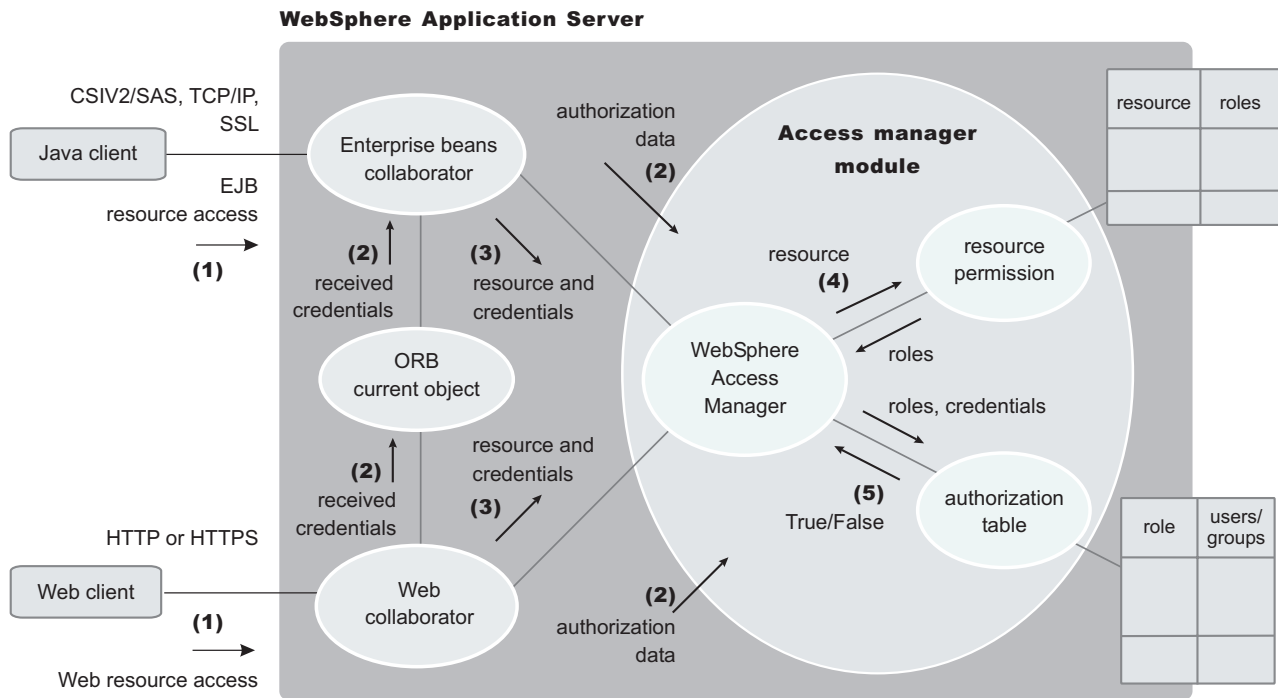 WebSphere Application Server
CSIV2/SAS, TCP/IP,
SSL
Java client
EJB
resource access
(1)
Enterprise beans
collaborator
authorization
data
(2)
Access manager
module
resource
roles
(2)
received
credentials
(3)
resource and
credentials
resource
(4)
resource
permission
roles
ORB
current object
WebSphere
Access
Manager
roles, credentials
(2)
received
credentials
resource and
credentials
(3)
(5)
True/False
authorization
table
role
users/
groups
HTTP or HTTPS
Web client
(1)
Web resource access
Web
collaborator
(2)
authorization
data